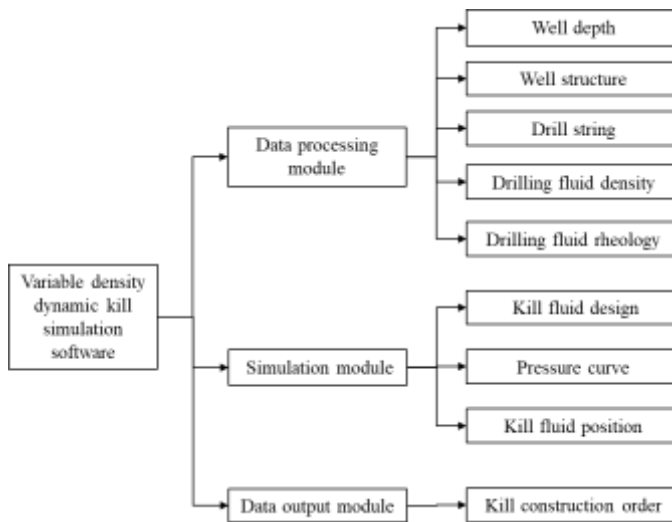 Variable density
dynamic kill
simulation
software
Data processing
module
Well depth
Well structure
Drill string
Drilling fluid density
Drilling fluid rheology
Simulation module
Kill fluid design
Pressure curve
Kill fluid position
Data output module
Kill construction order